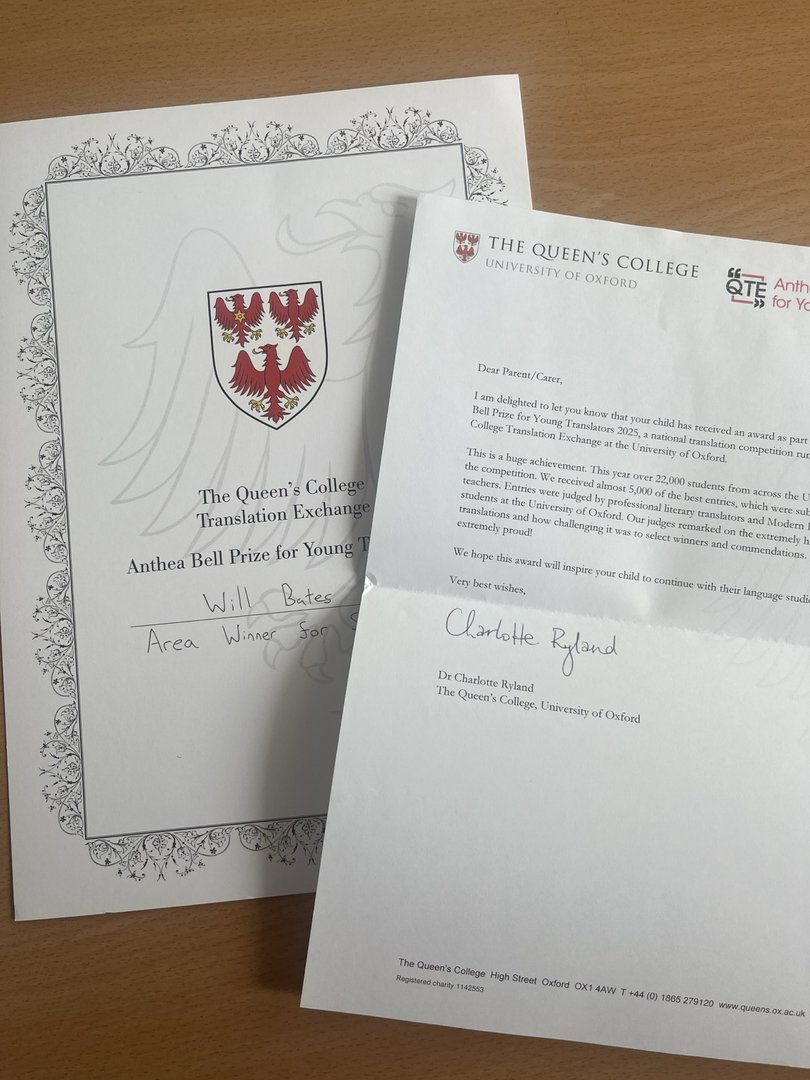 The Queen's College
Translation Exchange
Anthea Bell Prize for Young
Will Bates
Area Winner for
THE QUEEN'S COLLEGE
UNIVERSITY OF OXFORD
QTE
for
Dear Parent/Carer,
I am delighted to let you know that your child has received an award as part
Bell Prize for Young Translators 2025, a national translation competition run
College Translation Exchange at the University of Oxford.
This is a huge achievement. This year over 22,000 students from across the
the competition. We received almost 5,000 of the best entries, which were
teachers. Entries were judged by professional literary translators and Modern
students at the University of Oxford. Our judges remarked on the extremely
translations and how challenging it was to select winners and commendations.
extremely proud!
We hope this award will inspire your child to continue with their language
Very best wishes,
Charlotte Ryland
Dr Charlotte Ryland
The Queen's College, University of Oxford
The Queen's College High Street Oxford OX1 4AW T +44 (0) 1865 279120 www.queens.ox.ac.uk
Registered charity 1142553